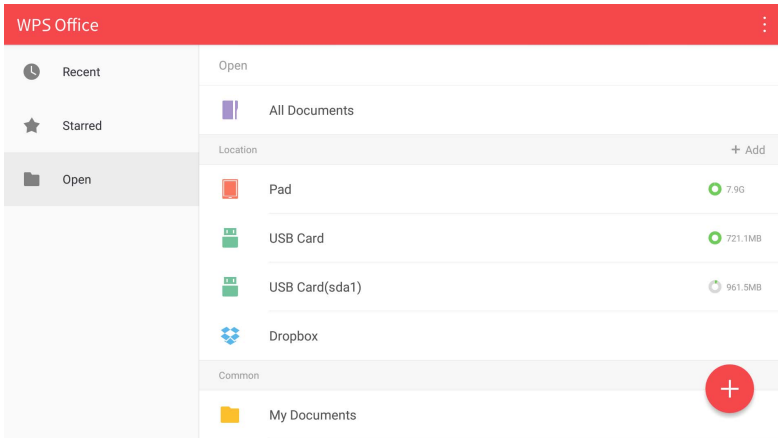 WPS Office
Recent
Starred
Open
Open
All Documents
Location
+ Add
Pad
7.9G
USB Card
721.1MB
USB Card(sda1)
961.5MB
Dropbox
Common
My Documents